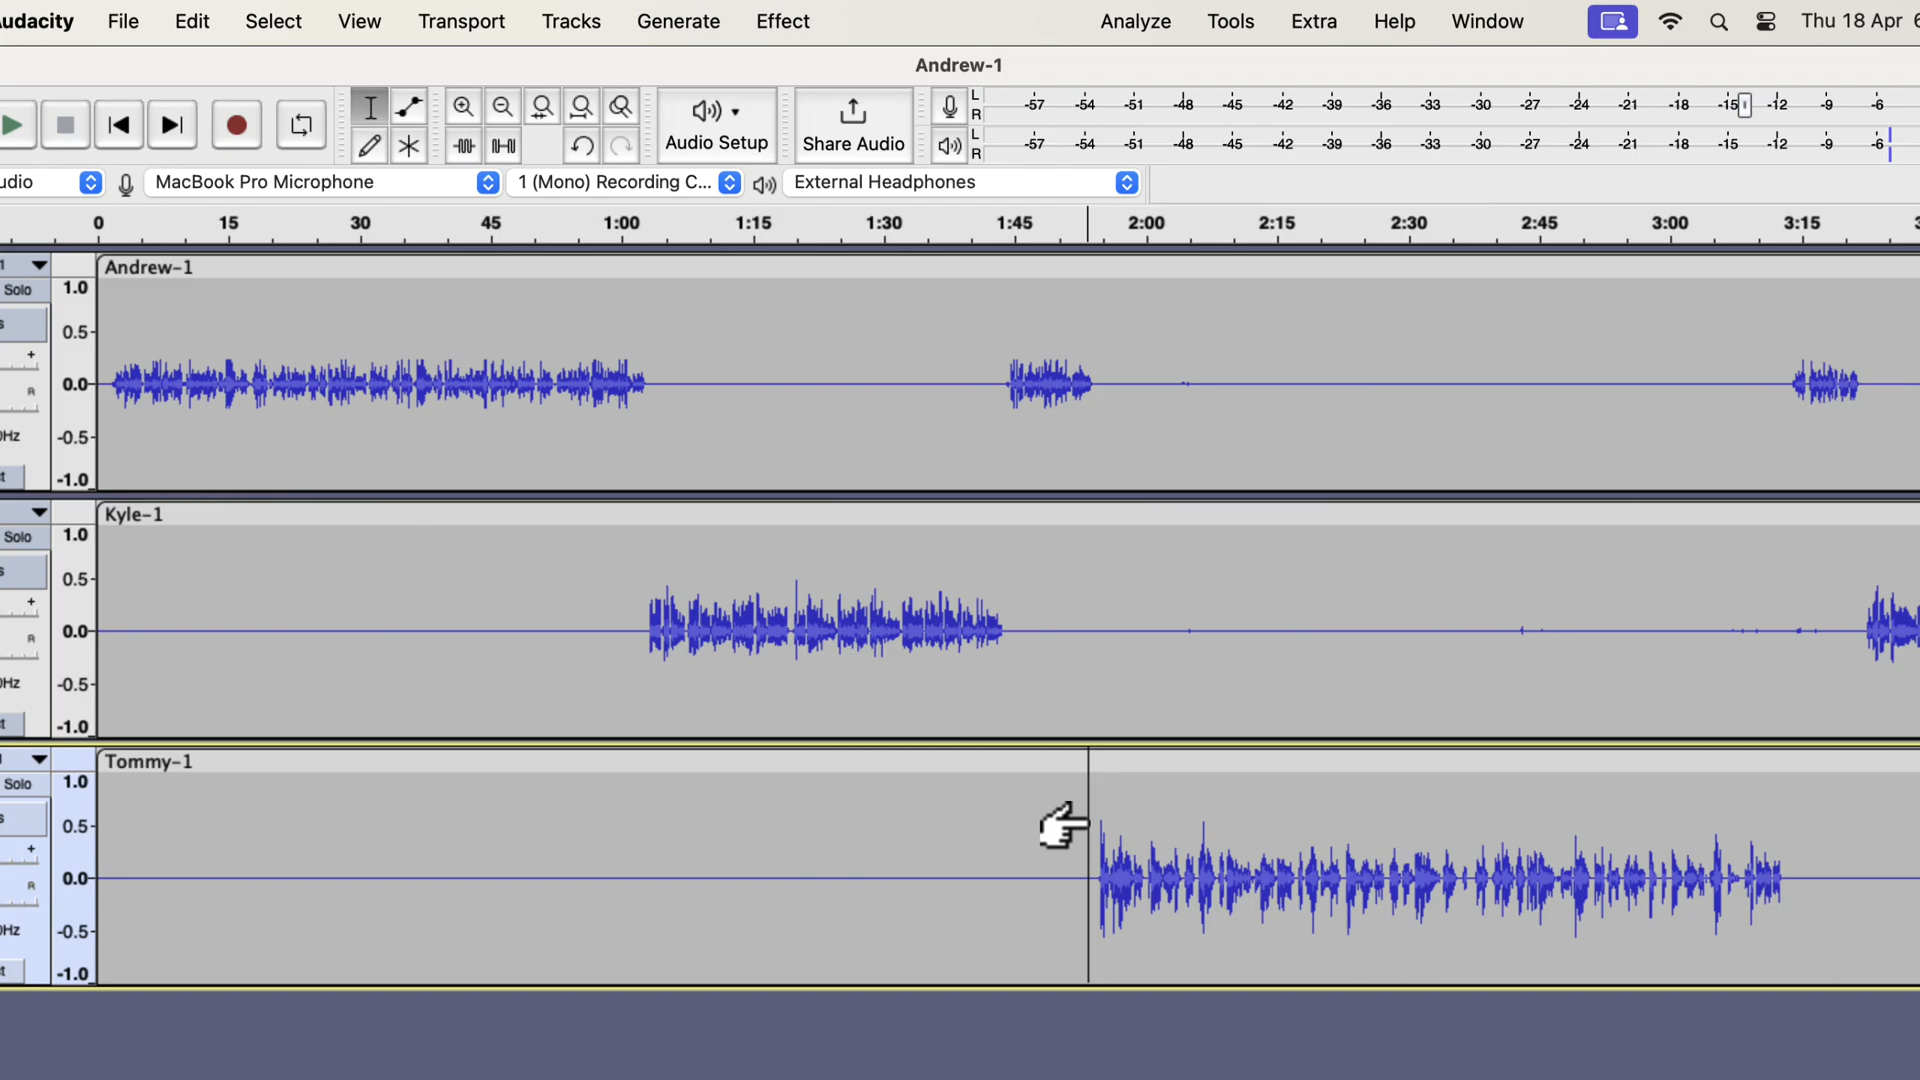 udacity File Edit Select View Transport Tracks Generate Effect Analyze Tools Extra Help Window Thu 18 Apr 6
Andrew-1
L
R
-57 -54 -51 -48 -45 -42 -39 -36 -33 -30 -27 -24 -21 -18 -15 -12 -9 -6
Audio Setup
Share Audio
L
R
-57 -54 -51 -48 -45 -42 -39 -36 -33 -30 -27 -24 -21 -18 -15 -12 -9 -6
udio MacBook Pro Microphone 1 (Mono) Recording C... External Headphones
0 15 30 45 1:00 1:15 1:30 1:45 2:00 2:15 2:30 2:45 3:00 3:15 3
1 Andrew-1
Solo 1.0
s 0.5
+
0.0
R
0Hz -0.5
ct -1.0
Kyle-1
Solo 1.0
s 0.5
+
0.0
R
0Hz -0.5
ct -1.0
Tommy-1
Solo 1.0
s 0.5
+
0.0
R
0Hz -0.5
ct -1.0